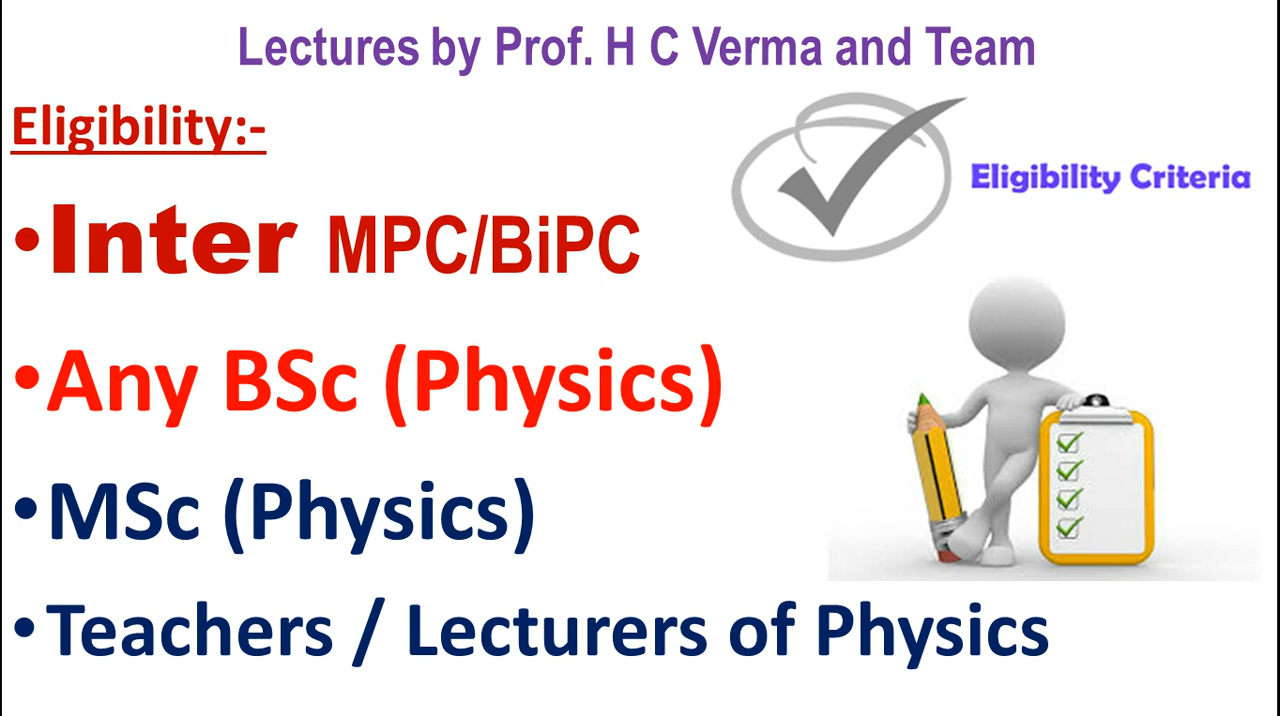 Lectures by Prof. H C Verma and Team
Eligibility:-
Eligibility Criteria
•Inter MPC/BiPC
•Any BSc (Physics)
•MSc (Physics)
•Teachers / Lecturers of Physics